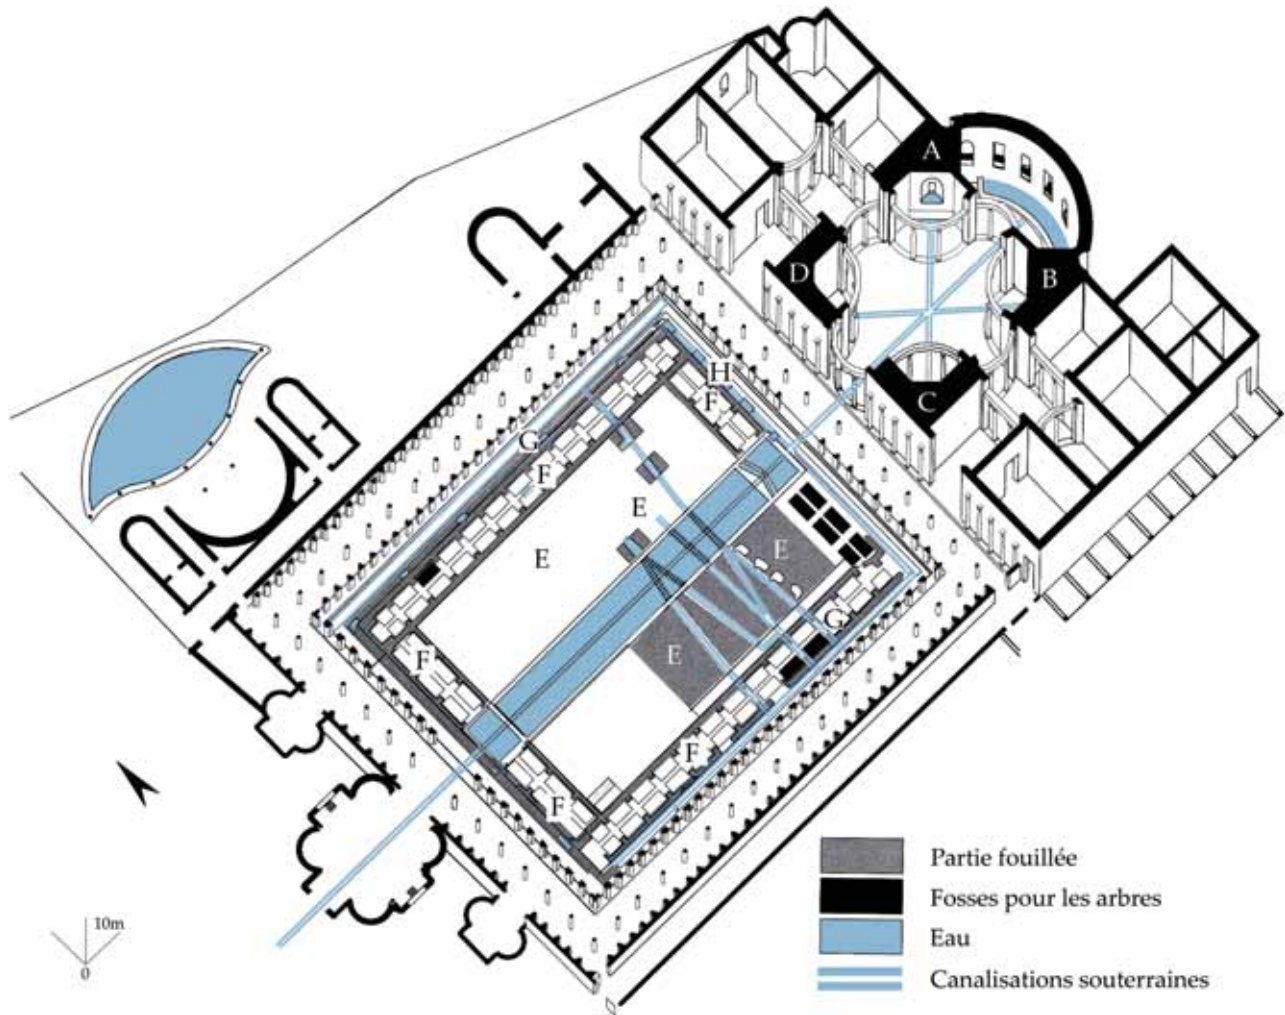 A
B
D
C
H
F
G
F
E
E
E
G
F
E
F
F
Partie fouillée
Fosses pour les arbres
Eau
Canalisations souterraines
10m
0